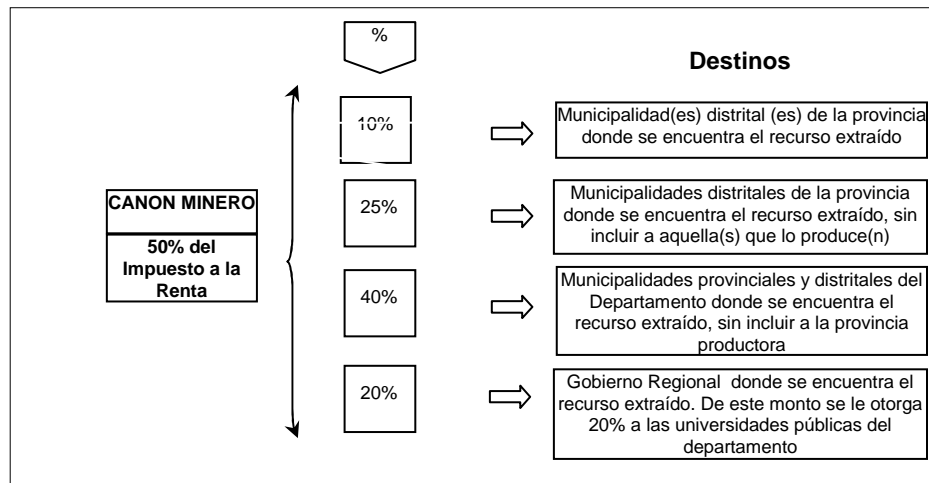 %
Destinos
10%
Municipalidad(es) distrital (es) de la provincia
donde se encuentra el recurso extraído
CANON MINERO
50% del
Impuesto a la
Renta
25%
Municipalidades distritales de la provincia
donde se encuentra el recurso extraído, sin
incluir a aquella(s) que lo produce(n)
40%
Municipalidades provinciales y distritales del
Departamento donde se encuentra el
recurso extraído, sin incluir a la provincia
productora
20%
Gobierno Regional donde se encuentra el
recurso extraído. De este monto se le otorga
20% a las universidades públicas del
departamento